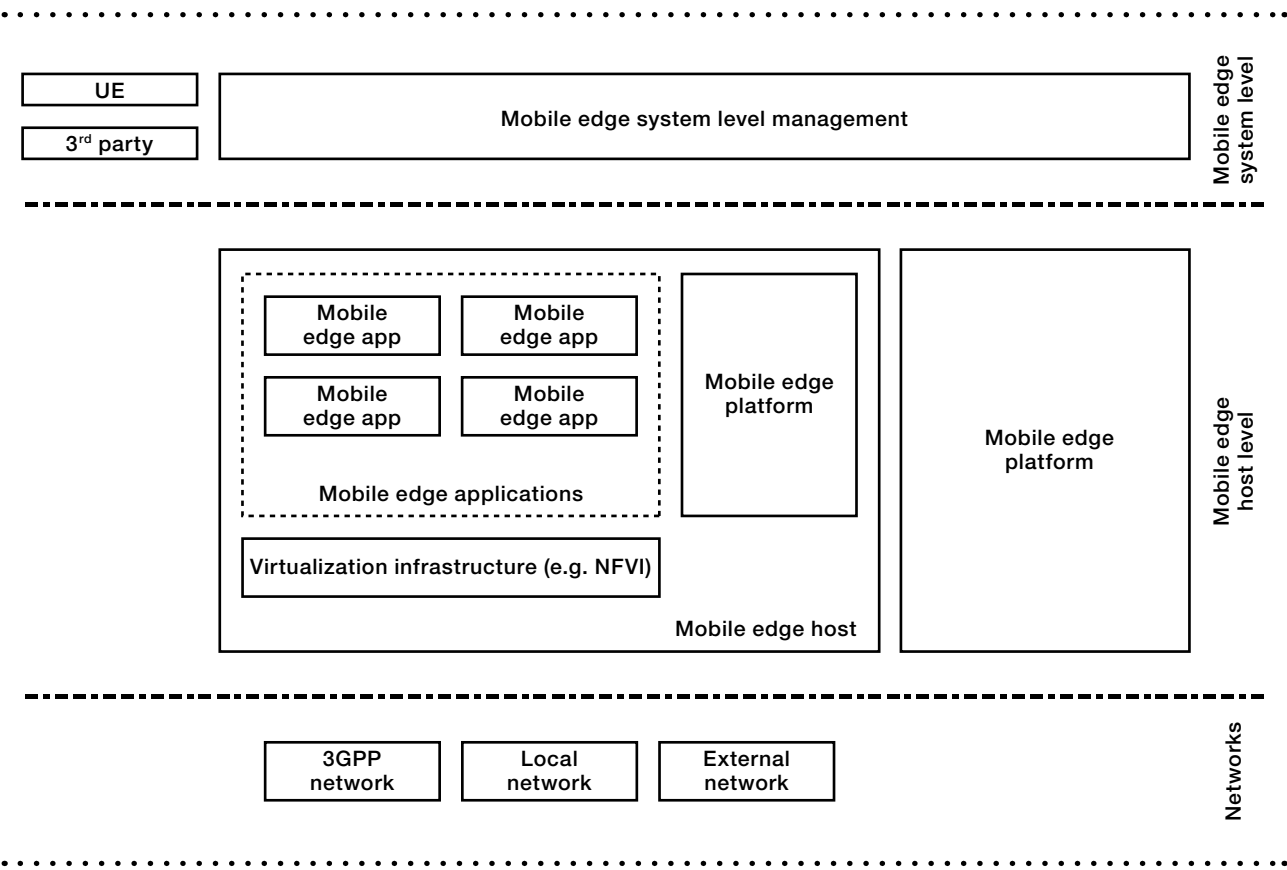 UE
3rd party
Mobile edge system level management
Mobile edge
system level
Mobile
edge app
Mobile
edge app
Mobile
edge app
Mobile
edge app
Mobile edge applications
Mobile edge
platform
Virtualization infrastructure (e.g. NFVI)
Mobile edge host
Mobile edge
platform
Mobile edge
host level
3GPP
network
Local
network
External
network
Networks